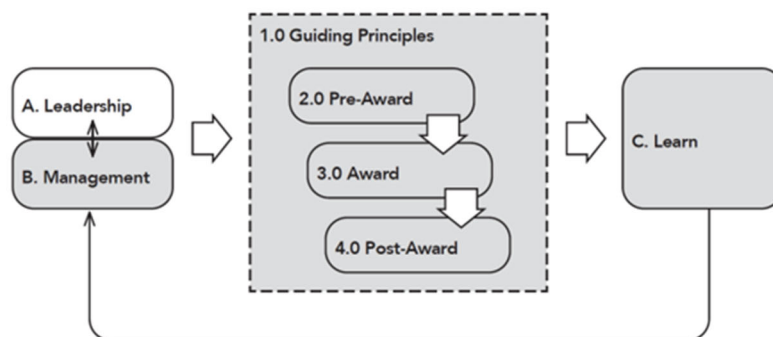 1.0 Guiding Principles
A. Leadership
2.0 Pre-Award
B. Management
3.0 Award
C. Learn
4.0 Post-Award